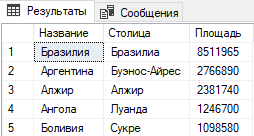 Результаты Сообщения
Название Столица Площадь
1 Бразилия Бразилиа 8511965
2 Аргентина Буэнос-Айрес 2766890
3 Алжир Алжир 2381740
4 Ангола Луанда 1246700
5 Боливия Сукре 1098580